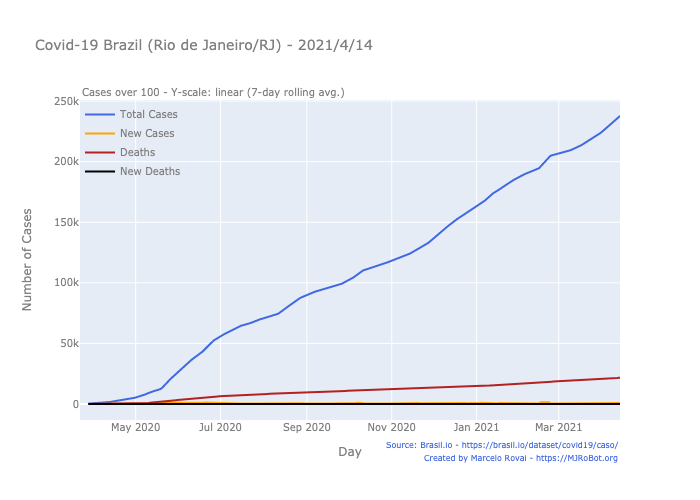 Covid-19 Brazil (Rio de Janeiro/RJ) - 2021/4/14
Cases over 100 - Y-scale: linear (7-day rolling avg.)
250k
Total Cases
New Cases
Deaths
New Deaths
200k
150k
100k
50k
0
Number of Cases
May 2020
Jul 2020
Sep 2020
Nov 2020
Jan 2021
Mar 2021
Day
Source: Brasil.io - https://brasil.io/dataset/covid19/caso/
Created by Marcelo Rovai - https://MJRoBot.org